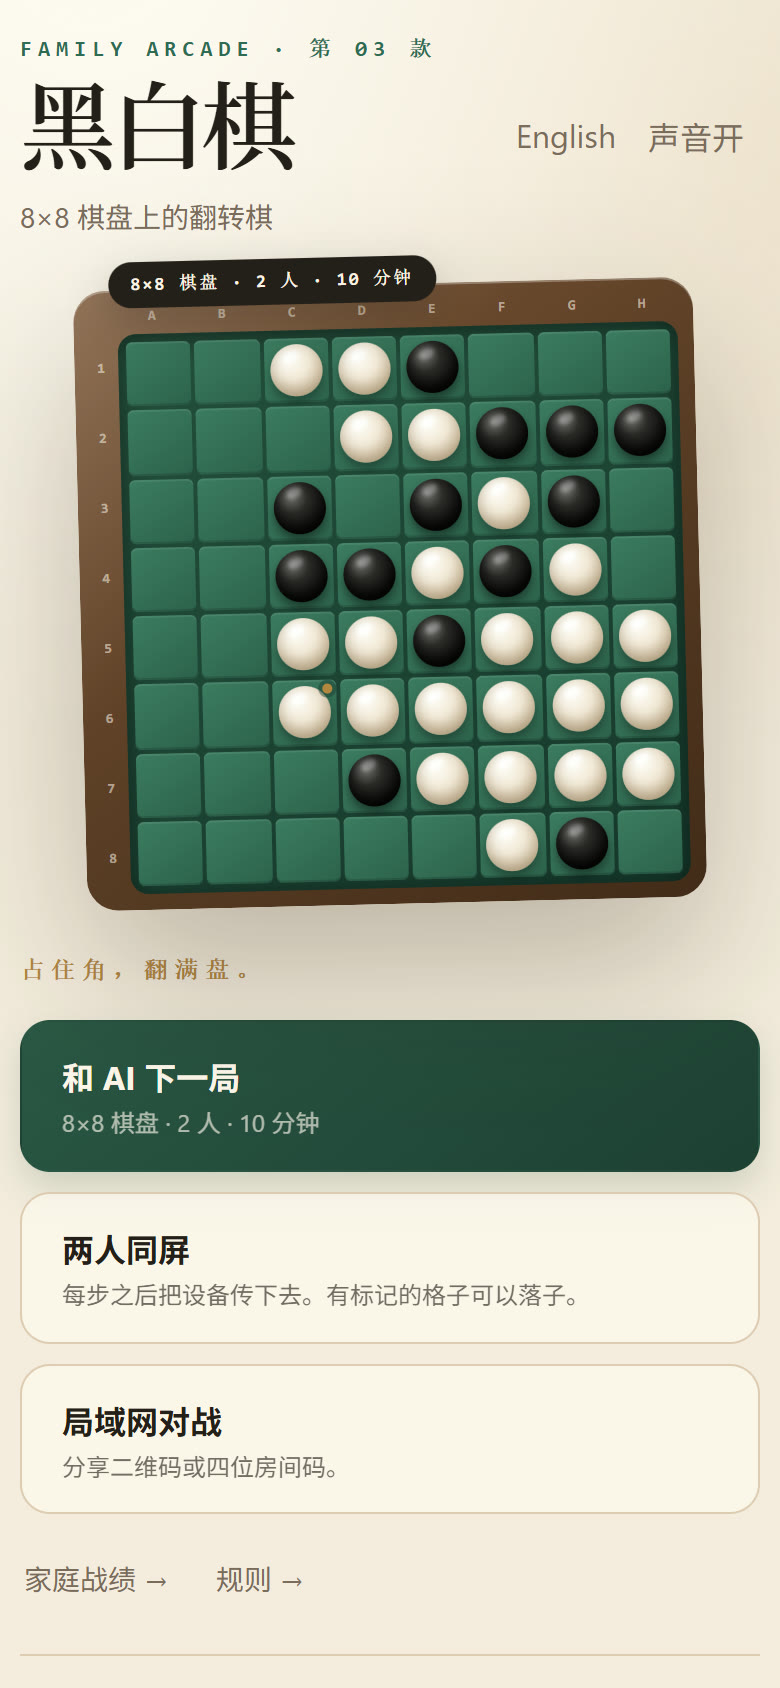 FAMILY ARCADE · 第 03 款
黑白棋
English 声音开
8×8 棋盘上的翻转棋
8×8 棋盘 · 2 人 · 10 分钟
A B C D E F G H
1
2
3
4
5
6
7
8
占住角，翻满盘。
和 AI 下一局
8×8 棋盘 · 2 人 · 10 分钟
两人同屏
每步之后把设备传下去。有标记的格子可以落子。
局域网对战
分享二维码或四位房间码。
家庭战绩 → 规则 →